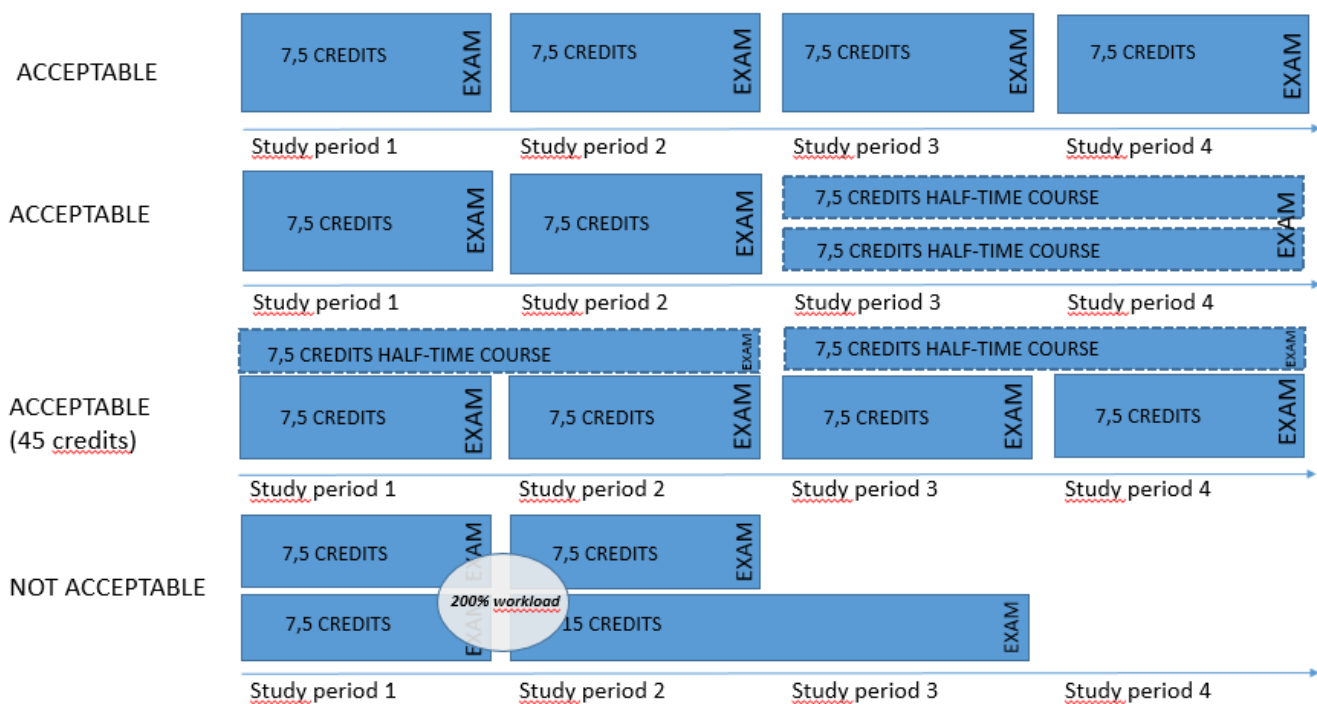 7,5 CREDITS
EXAM
7,5 CREDITS
EXAM
7,5 CREDITS
EXAM
7,5 CREDITS
EXAM
ACCEPTABLE
Study period 1
Study period 2
Study period 3
Study period 4
ACCEPTABLE
7,5 CREDITS
EXAM
7,5 CREDITS
EXAM
7,5 CREDITS HALF-TIME COURSE
7,5 CREDITS HALF-TIME COURSE
EXAM
Study period 1
Study period 2
Study period 3
Study period 4
7,5 CREDITS HALF-TIME COURSE
EXAM
7,5 CREDITS HALF-TIME COURSE
EXAM
ACCEPTABLE
(45 credits)
7,5 CREDITS
EXAM
7,5 CREDITS
EXAM
7,5 CREDITS
EXAM
7,5 CREDITS
EXAM
Study period 1
Study period 2
Study period 3
Study period 4
NOT ACCEPTABLE
7,5 CREDITS
EXAM
7,5 CREDITS
EXAM
200% workload
7,5 CREDITS
EXAM
15 CREDITS
EXAM
Study period 1
Study period 2
Study period 3
Study period 4